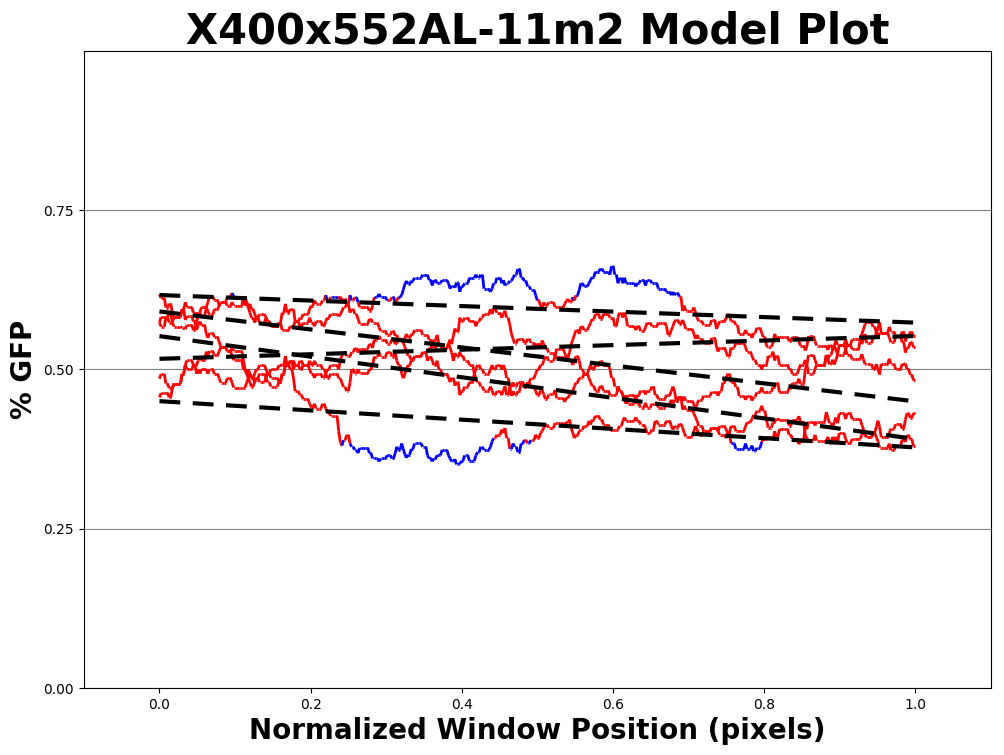 X400x552AL-11m2 Model Plot
% GFP
0.75
0.50
0.25
0.00
0.0 0.2 0.4 0.6 0.8 1.0
Normalized Window Position (pixels)